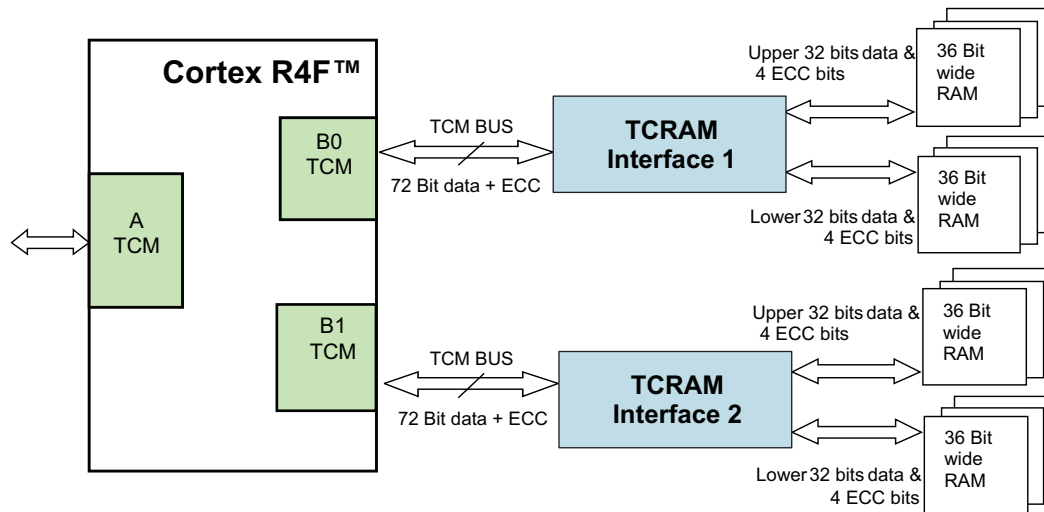 Cortex R4F™
A
TCM
B0
TCM
B1
TCM
TCM BUS
72 Bit data + ECC
TCRAM
Interface 1
Upper 32 bits data &
4 ECC bits
36 Bit
wide
RAM
Lower 32 bits data &
4 ECC bits
36 Bit
wide
RAM
TCM BUS
72 Bit data + ECC
TCRAM
Interface 2
Upper 32 bits data &
4 ECC bits
36 Bit
wide
RAM
Lower 32 bits data &
4 ECC bits
36 Bit
wide
RAM